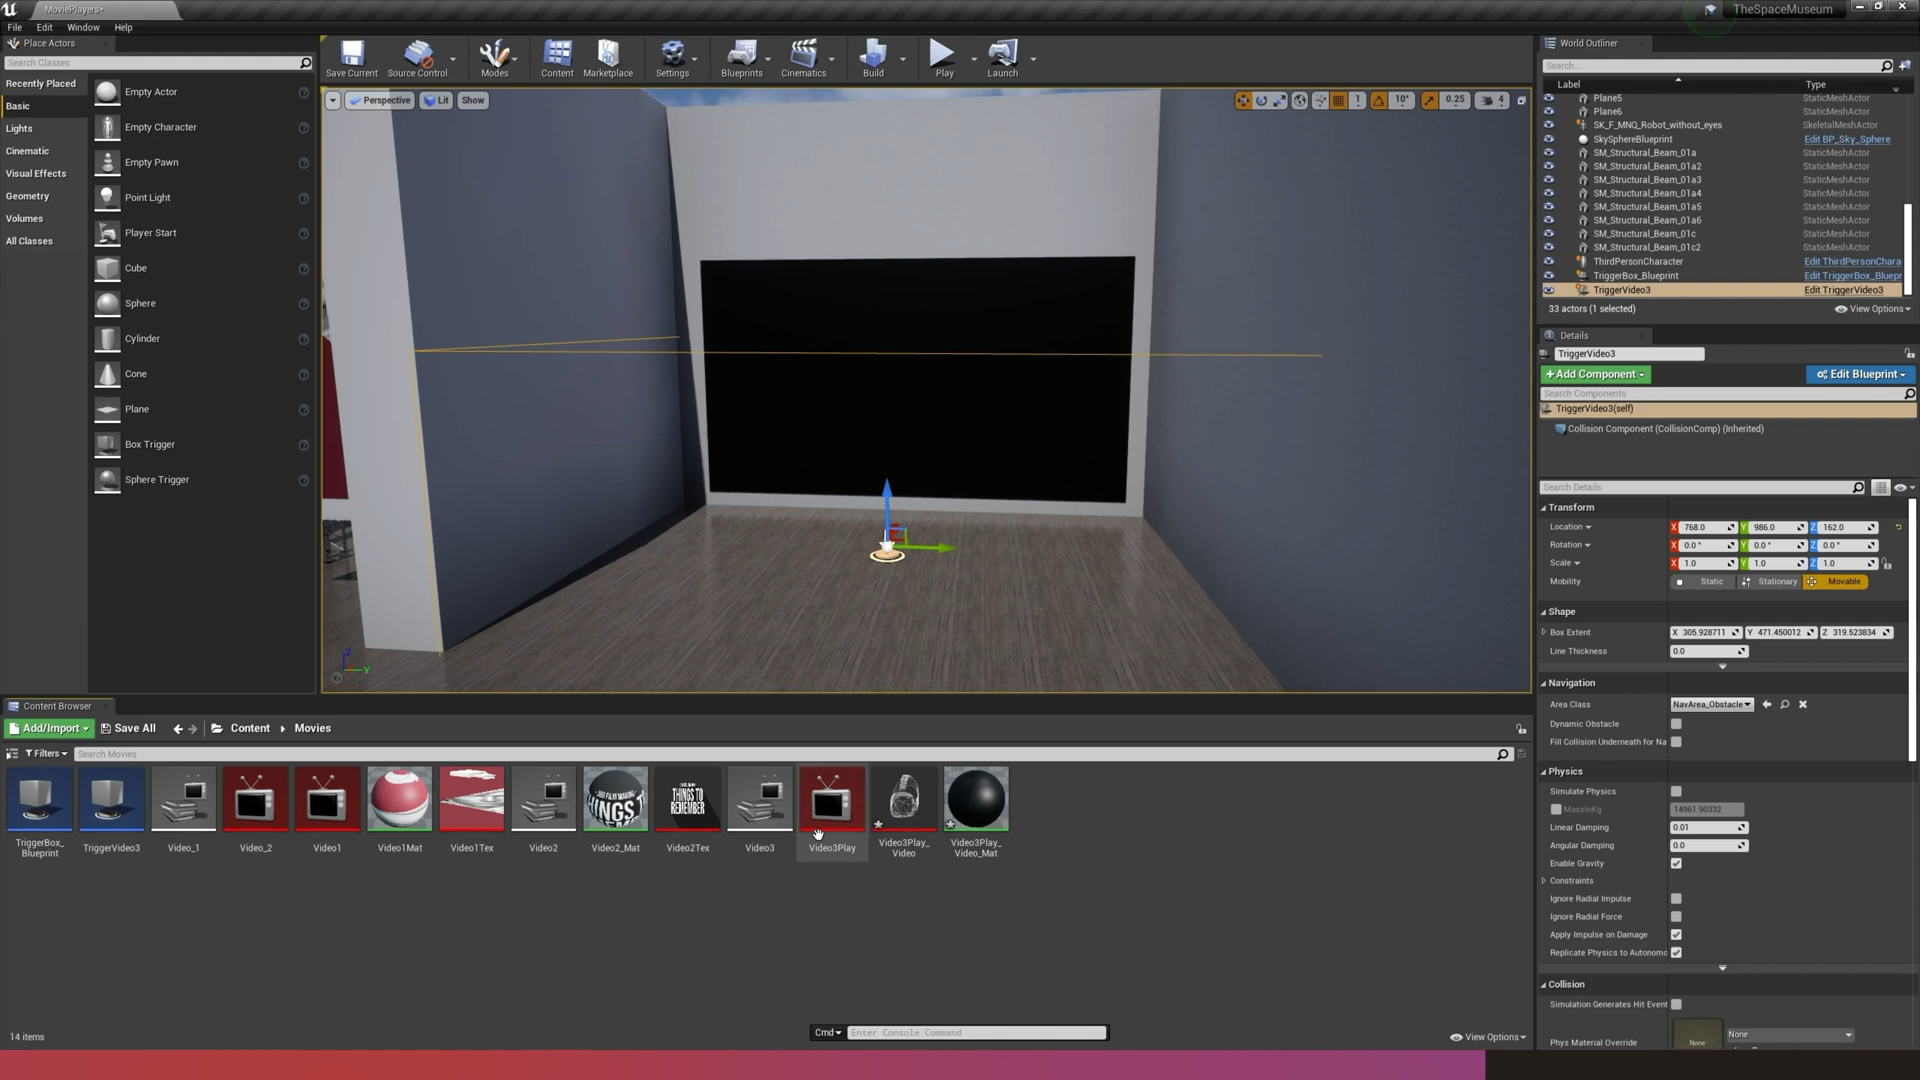 MoviePlayers*
TheSpaceMuseum
File Edit Window Help
Place Actors
Search Classes
Recently Placed
Basic
Lights
Cinematic
Visual Effects
Geometry
Volumes
All Classes
Empty Actor
Empty Character
Empty Pawn
Point Light
Player Start
Cube
Sphere
Cylinder
Cone
Plane
Box Trigger
Sphere Trigger
Save Current Source Control Modes Content Marketplace Settings Blueprints Cinematics Build Play Launch
Perspective Lit Show 1 10° 0.25 4
World Outliner
Search...
Label Type
Plane5 StaticMeshActor
Plane6 StaticMeshActor
SK_F_MNQ_Robot_without_eyes SkeletalMeshActor
SkySphereBlueprint Edit BP_Sky_Sphere
SM_Structural_Beam_01a StaticMeshActor
SM_Structural_Beam_01a2 StaticMeshActor
SM_Structural_Beam_01a3 StaticMeshActor
SM_Structural_Beam_01a4 StaticMeshActor
SM_Structural_Beam_01a5 StaticMeshActor
SM_Structural_Beam_01a6 StaticMeshActor
SM_Structural_Beam_01c StaticMeshActor
SM_Structural_Beam_01c2 StaticMeshActor
ThirdPersonCharacter Edit ThirdPersonChara
TriggerBox_Blueprint Edit TriggerBox_Bluepr
TriggerVideo3 Edit TriggerVideo3
33 actors (1 selected) View Options
Details
TriggerVideo3
+Add Component Edit Blueprint
Search Components
TriggerVideo3(self)
Collision Component (CollisionComp) (Inherited)
Search Details
Transform
Location X 768.0 Y 986.0 Z 162.0
Rotation X 0.0° Y 0.0° Z 0.0°
Scale X 1.0 Y 1.0 Z 1.0
Mobility Static Stationary Movable
Shape
Box Extent X 305.928711 Y 471.450012 Z 319.523834
Line Thickness 0.0
Navigation
Area Class NavArea_Obstacle
Dynamic Obstacle
Fill Collision Underneath for Na
Physics
Simulate Physics
MassInKg 14961.90332
Linear Damping 0.01
Angular Damping 0.0
Enable Gravity
Constraints
Ignore Radial Impulse
Ignore Radial Force
Apply Impulse on Damage
Replicate Physics to Autonomo
Collision
Simulation Generates Hit Event
Phys Material Override None None
Z
Y
Content Browser
Add/Import Save All Content Movies
Filters Search Movies
THINGS T
THINGS TO
REMEMBER
TriggerBox_
Blueprint
TriggerVideo3
Video_1
Video_2
Video1
Video1Mat
Video1Tex
Video2
Video2_Mat
Video2Tex
Video3
Video3Play
Video3Play_
Video
Video3Play_
Video_Mat
14 items
Cmd Enter Console Command
View Options